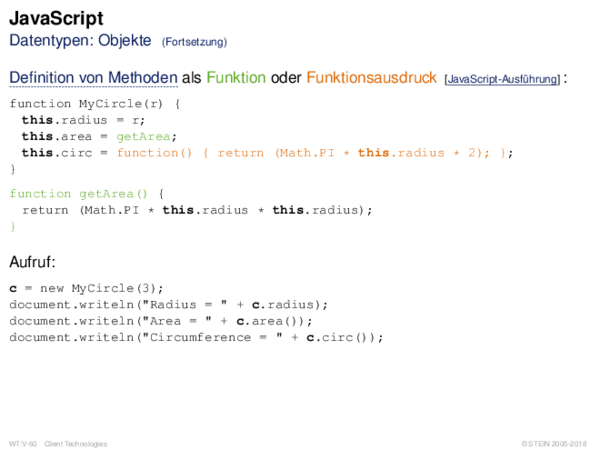 JavaScript
Datentypen: Objekte (Fortsetzung)
Definition von Methoden als Funktion oder Funktionsausdruck [JavaScript-Ausführung] :
function MyCircle(r) {
this.radius = r;
this.area = getArea;
this.circ = function() { return (Math.PI * this.radius * 2); };
}
function getArea() {
return (Math.PI * this.radius * this.radius);
}
Aufruf:
c = new MyCircle(3);
document.writeln("Radius = " + c.radius);
document.writeln("Area = " + c.area());
document.writeln("Circumference = " + c.circ());
WT:V-60 Client Technologies © STEIN 2005-2018